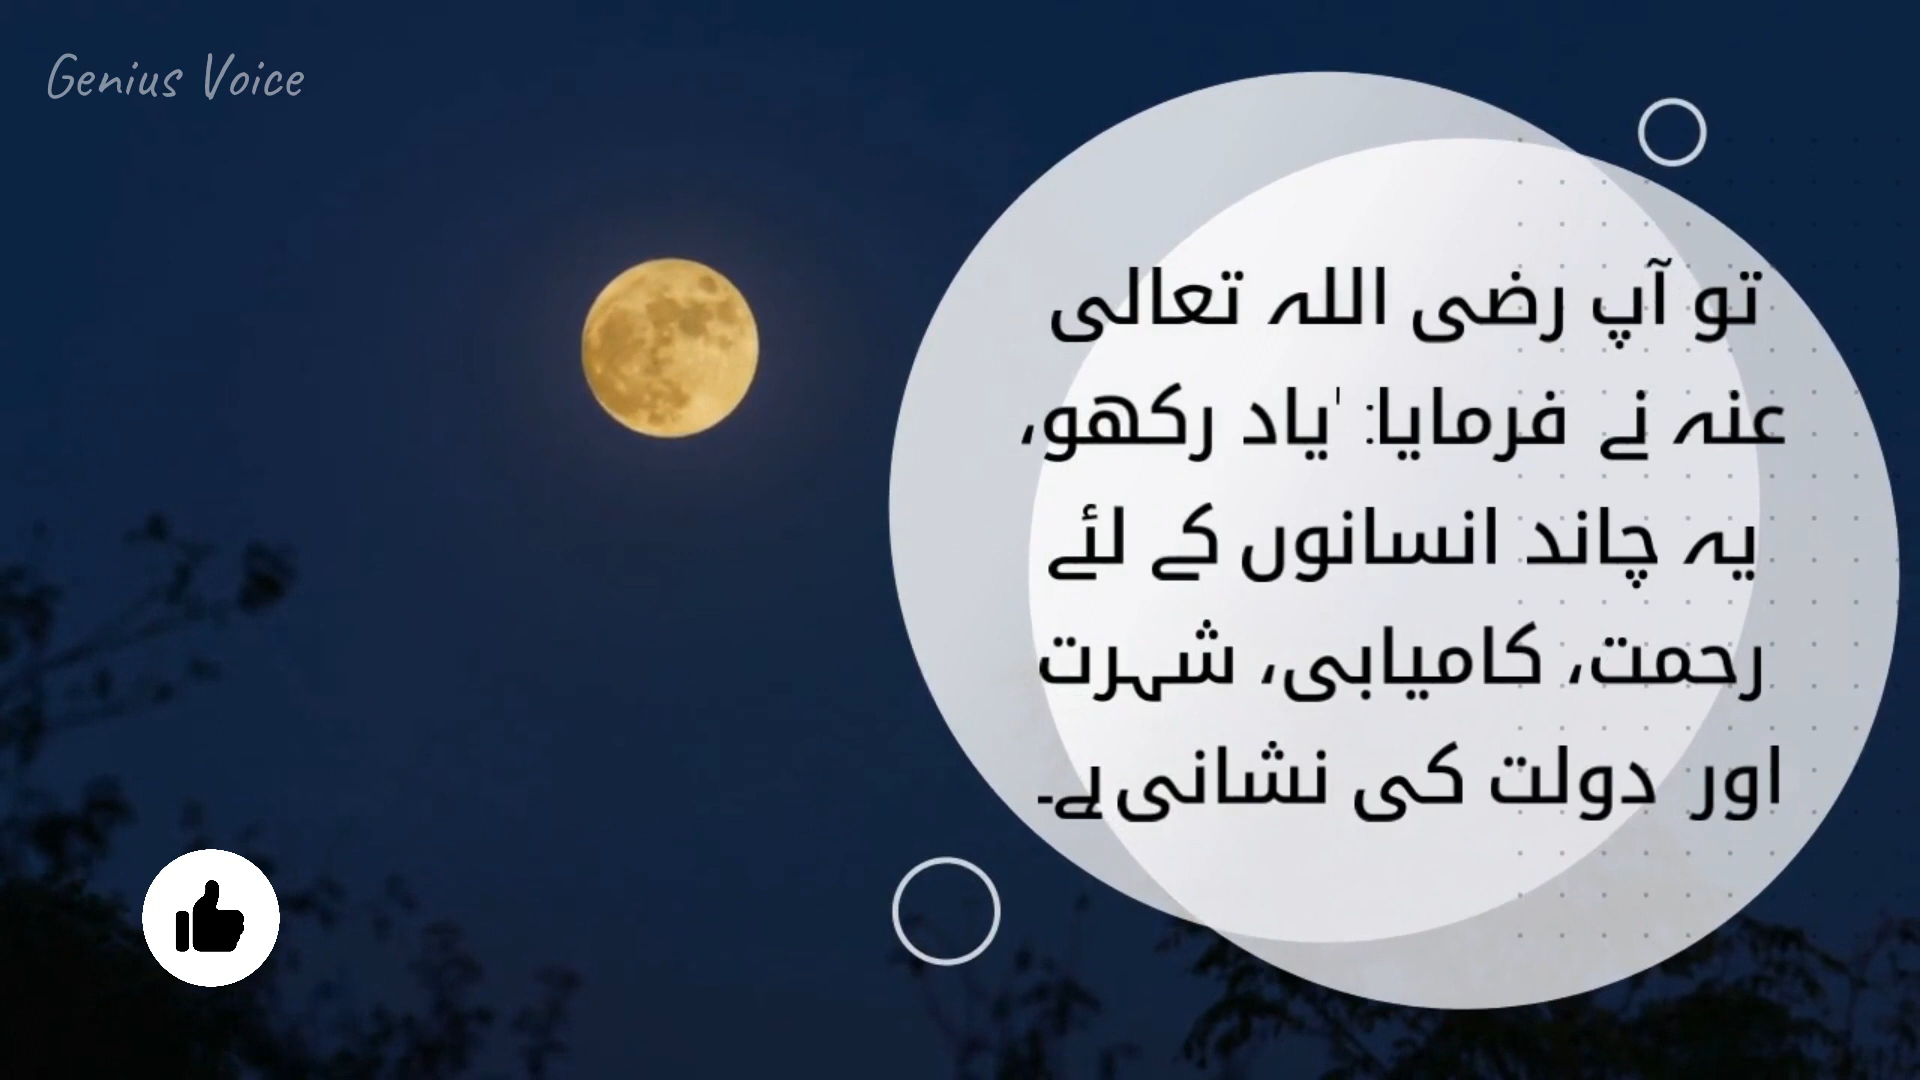 Genius Voice
تو آپ رضی اللہ تعالی
عنہ نے فرمایا: 'یاد رکھو،
یہ چاند انسانوں کے لئے
رحمت، کامیابی، شہرت
اور دولت کی نشانی ہے۔